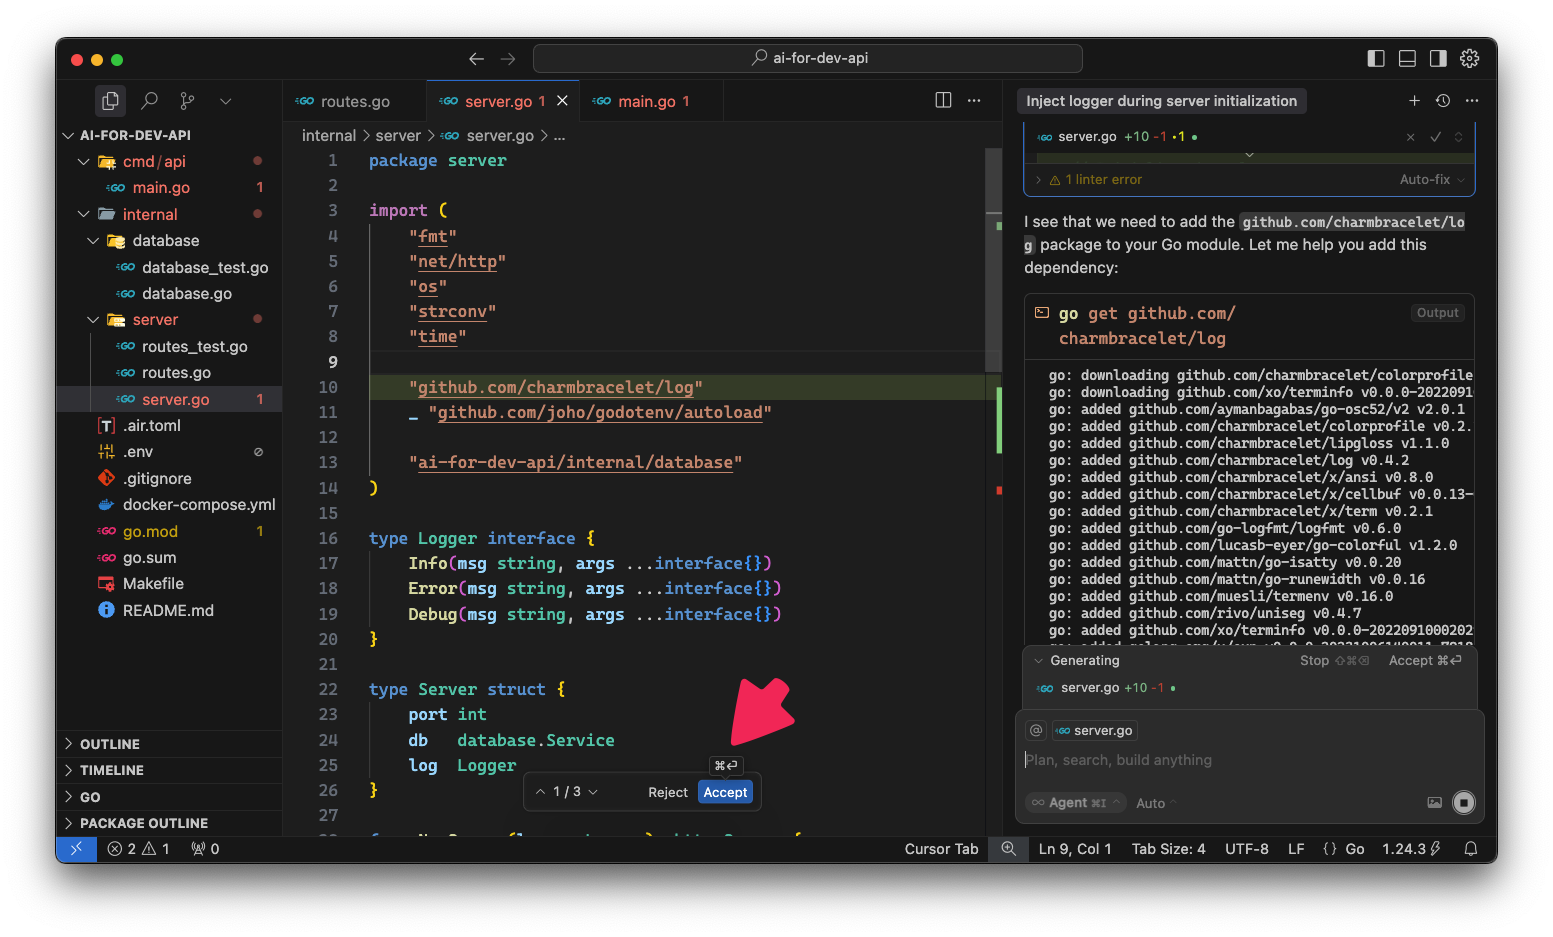 ai-for-dev-api
AI-FOR-DEV-API
cmd/api
main.go 1
internal
database
database_test.go
database.go
server
routes_test.go
routes.go
server.go 1
.air.toml
.env
.gitignore
docker-compose.yml
go.mod 1
go.sum
Makefile
README.md
OUTLINE
TIMELINE
GO
PACKAGE OUTLINE
routes.go
server.go 1
main.go 1
internal > server > server.go > ...
1 package server
2
3 import (
4 "fmt"
5 "net/http"
6 "os"
7 "strconv"
8 "time"
9
10 "github.com/charmbracelet/log"
11 _ "github.com/joho/godotenv/autoload"
12
13 "ai-for-dev-api/internal/database"
14 )
15
16 type Logger interface {
17 Info(msg string, args ...interface{})
18 Error(msg string, args ...interface{})
19 Debug(msg string, args ...interface{})
20 }
21
22 type Server struct {
23 port int
24 db database.Service
25 log Logger
26 }
27
⌘⏎
1 / 3 Reject Accept
Inject logger during server initialization
server.go +10 -1 •1 •
1 linter error Auto-fix
I see that we need to add the github.com/charmbracelet/lo
g package to your Go module. Let me help you add this
dependency:
go get github.com/
charmbracelet/log
Output
go: downloading github.com/charmbracelet/colorprofile
go: downloading github.com/xo/terminfo v0.0.0-2022091
go: added github.com/aymanbagabas/go-osc52/v2 v2.0.1
go: added github.com/charmbracelet/colorprofile v0.2.
go: added github.com/charmbracelet/lipgloss v1.1.0
go: added github.com/charmbracelet/log v0.4.2
go: added github.com/charmbracelet/x/ansi v0.8.0
go: added github.com/charmbracelet/x/cellbuf v0.0.13-
go: added github.com/charmbracelet/x/term v0.2.1
go: added github.com/go-logfmt/logfmt v0.6.0
go: added github.com/lucasb-eyer/go-colorful v1.2.0
go: added github.com/mattn/go-isatty v0.0.20
go: added github.com/mattn/go-runewidth v0.0.16
go: added github.com/muesli/termenv v0.16.0
go: added github.com/rivo/uniseg v0.4.7
go: added github.com/xo/terminfo v0.0.0-2022091000202
Generating Stop ⇧⌘⌫ Accept ⌘⏎
server.go +10 -1 •
@ server.go
Plan, search, build anything
∞ Agent ⌘I Auto
2 1 0
Cursor Tab Ln 9, Col 1 Tab Size: 4 UTF-8 LF {} Go 1.24.3